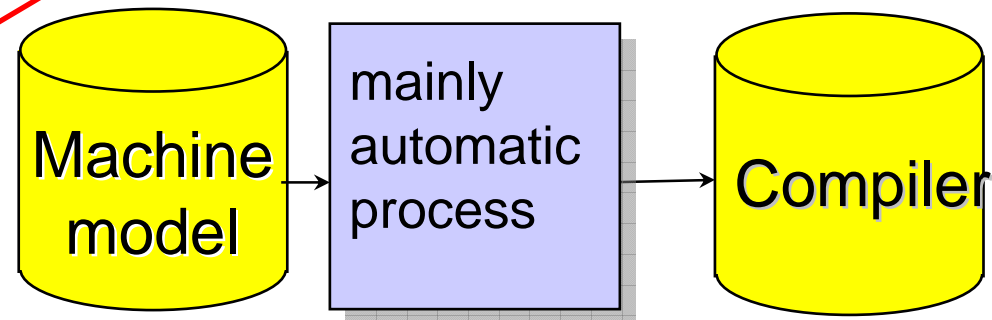 Machine
model
mainly
automatic
process
Compiler